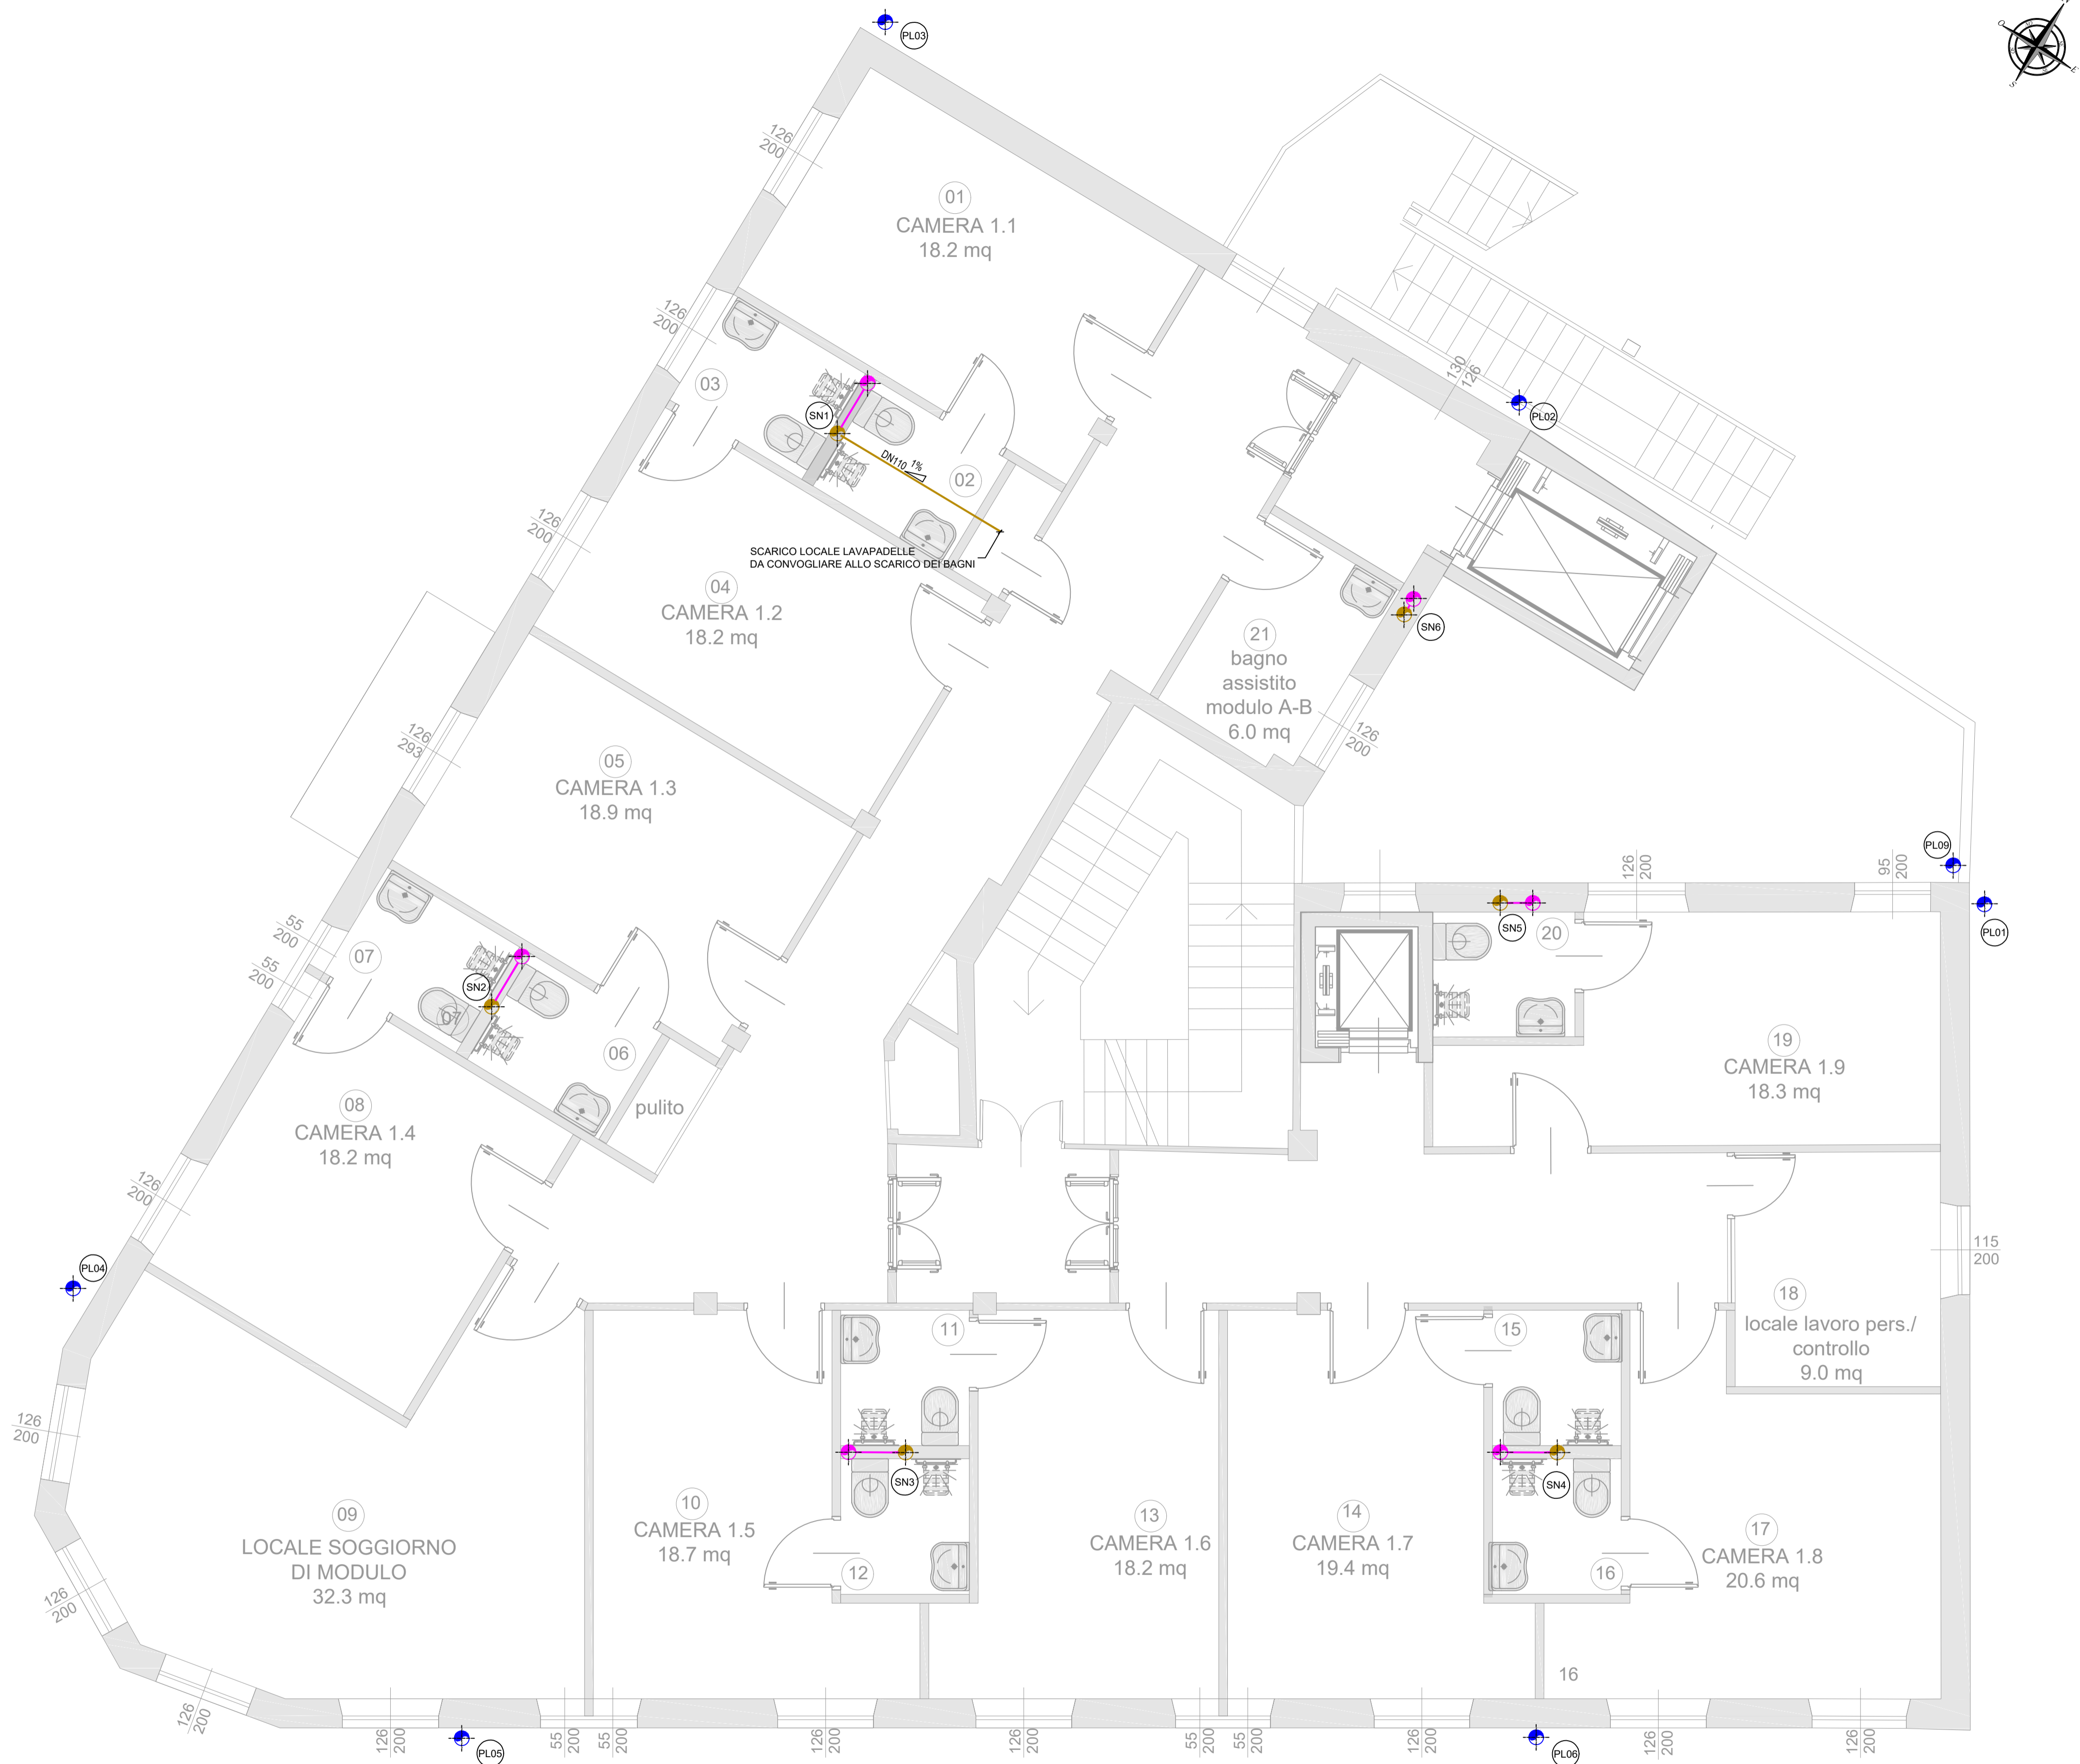 PL03
N
O
E
S
126
200
01
CAMERA 1.1
18.2 mq
126
200
03
SN1
DN110 1%
02
130
126
PL02
126
200
SCARICO LOCALE LAVAPADELLE
DA CONVOGLIARE ALLO SCARICO DEI BAGNI
04
CAMERA 1.2
18.2 mq
SN6
21
bagno
assistito
modulo A-B
6.0 mq
126
200
126
293
05
CAMERA 1.3
18.9 mq
PL09
126
200
95
200
PL01
55
200
55
200
07
SN2
07
06
SN5
20
pulito
19
CAMERA 1.9
18.3 mq
08
CAMERA 1.4
18.2 mq
126
200
PL04
115
200
18
locale lavoro pers./
controllo
9.0 mq
11
15
126
200
SN3
SN4
09
LOCALE SOGGIORNO
DI MODULO
32.3 mq
10
CAMERA 1.5
18.7 mq
13
CAMERA 1.6
18.2 mq
14
CAMERA 1.7
19.4 mq
17
CAMERA 1.8
20.6 mq
12
16
126
200
16
126
200
126
200
PL05
55
200
55
200
126
200
126
200
55
200
55
200
126
200
PL06
126
200
126
200